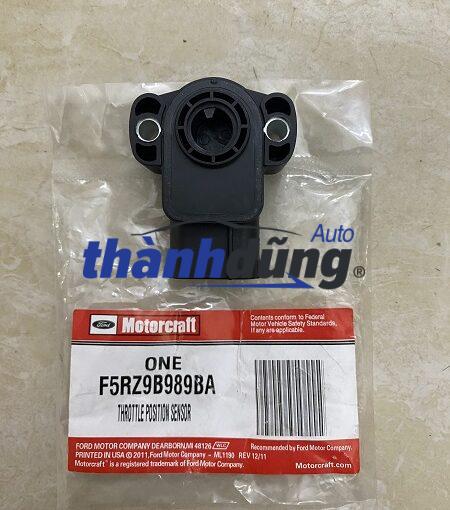 Auto
thànhdũng®
Ford Motorcraft
Contents conform to Federal
Motor Vehicle Safety Standards,
if any are applicable.
ONE
F5RZ9B989BA
THROTTLE POSITION SENSOR
FORD MOTOR COMPANY DEARBORN,MI 48126 WLC
PRINTED IN USA © 2011, Ford Motor Company - ML1190 REV 12/11
Motorcraft® is a registered trademark of Ford Motor Company.
Recommended by Ford Motor Company.
Motorcraft.com